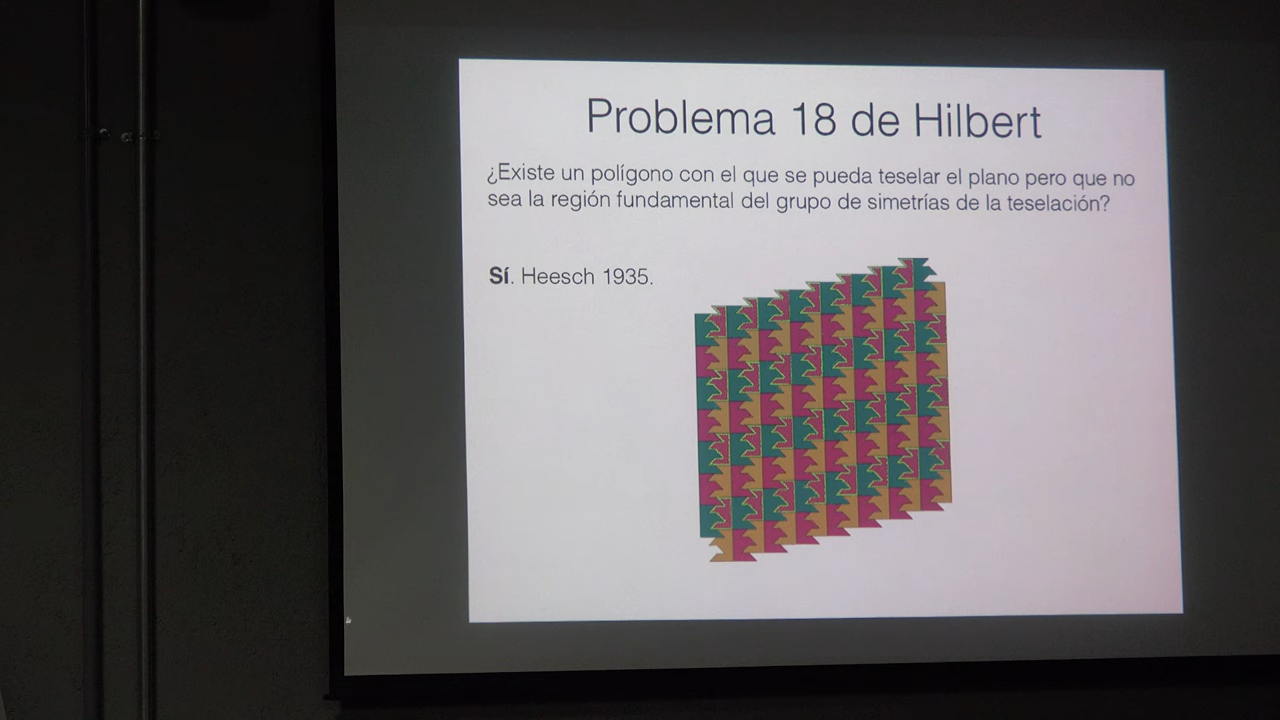 Problema 18 de Hilbert
¿Existe un polígono con el que se pueda teselar el plano pero que no
sea la región fundamental del grupo de simetrías de la teselación?
Sí. Heesch 1935.